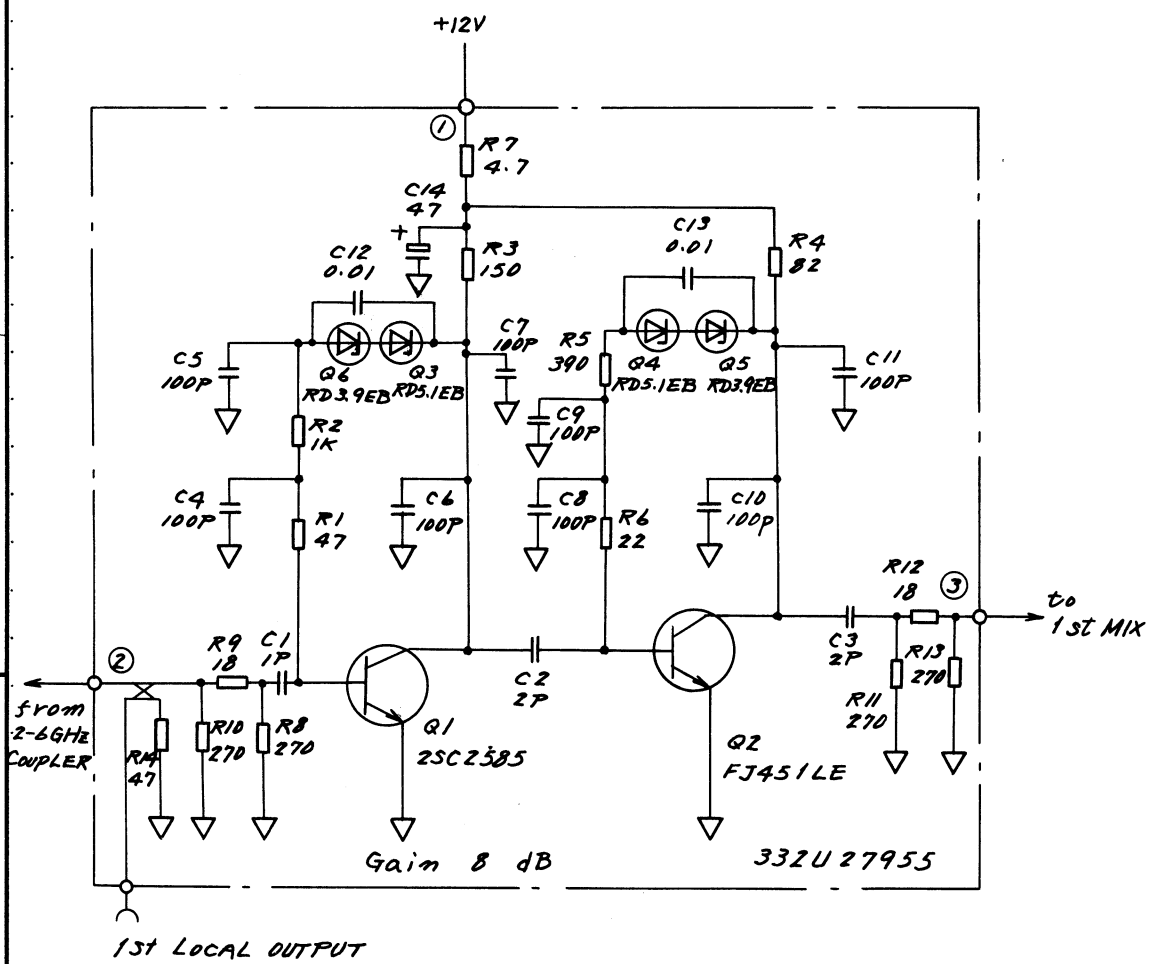 +12V
1
R7
4.7
C14
47
+
C12
0.01
R3
150
C13
0.01
R4
82
C5
100P
Q6
RD3.9EB
Q3
RD5.1EB
C7
100P
R5
390
Q4
RD5.1EB
Q5
RD3.9EB
C11
100P
R2
1K
C9
100P
C4
100P
R1
47
C6
100P
C8
100P
R6
22
C10
100P
R12
18
3
to
1st MIX
2
R9
18
C1
1P
C2
2P
C3
2P
R13
270
R11
270
from
2-6GHz
COUPLER
R14
47
R10
270
R8
270
Q1
2SC2585
Q2
FJ451LE
Gain 8 dB
332U27955
1st LOCAL OUTPUT